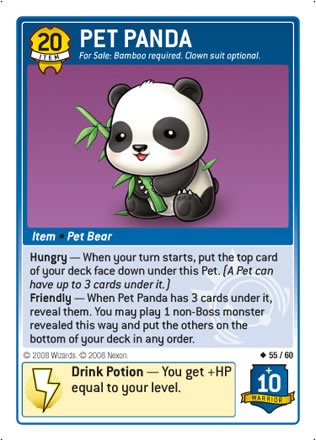 20
ITEM
PET PANDA
For Sale: Bamboo required. Clown suit optional.
Item • Pet Bear
Hungry — When your turn starts, put the top card
of your deck face down under this Pet. (A Pet can
have up to 3 cards under it.)
Friendly — When Pet Panda has 3 cards under it,
reveal them. You may play 1 non-Boss monster
revealed this way and put the others on the
bottom of your deck in any order.
© 2008 Wizards. © 2008 Nexon.
◆ 55 / 60
Drink Potion — You get +HP
equal to your level.
+
10
WARRIOR